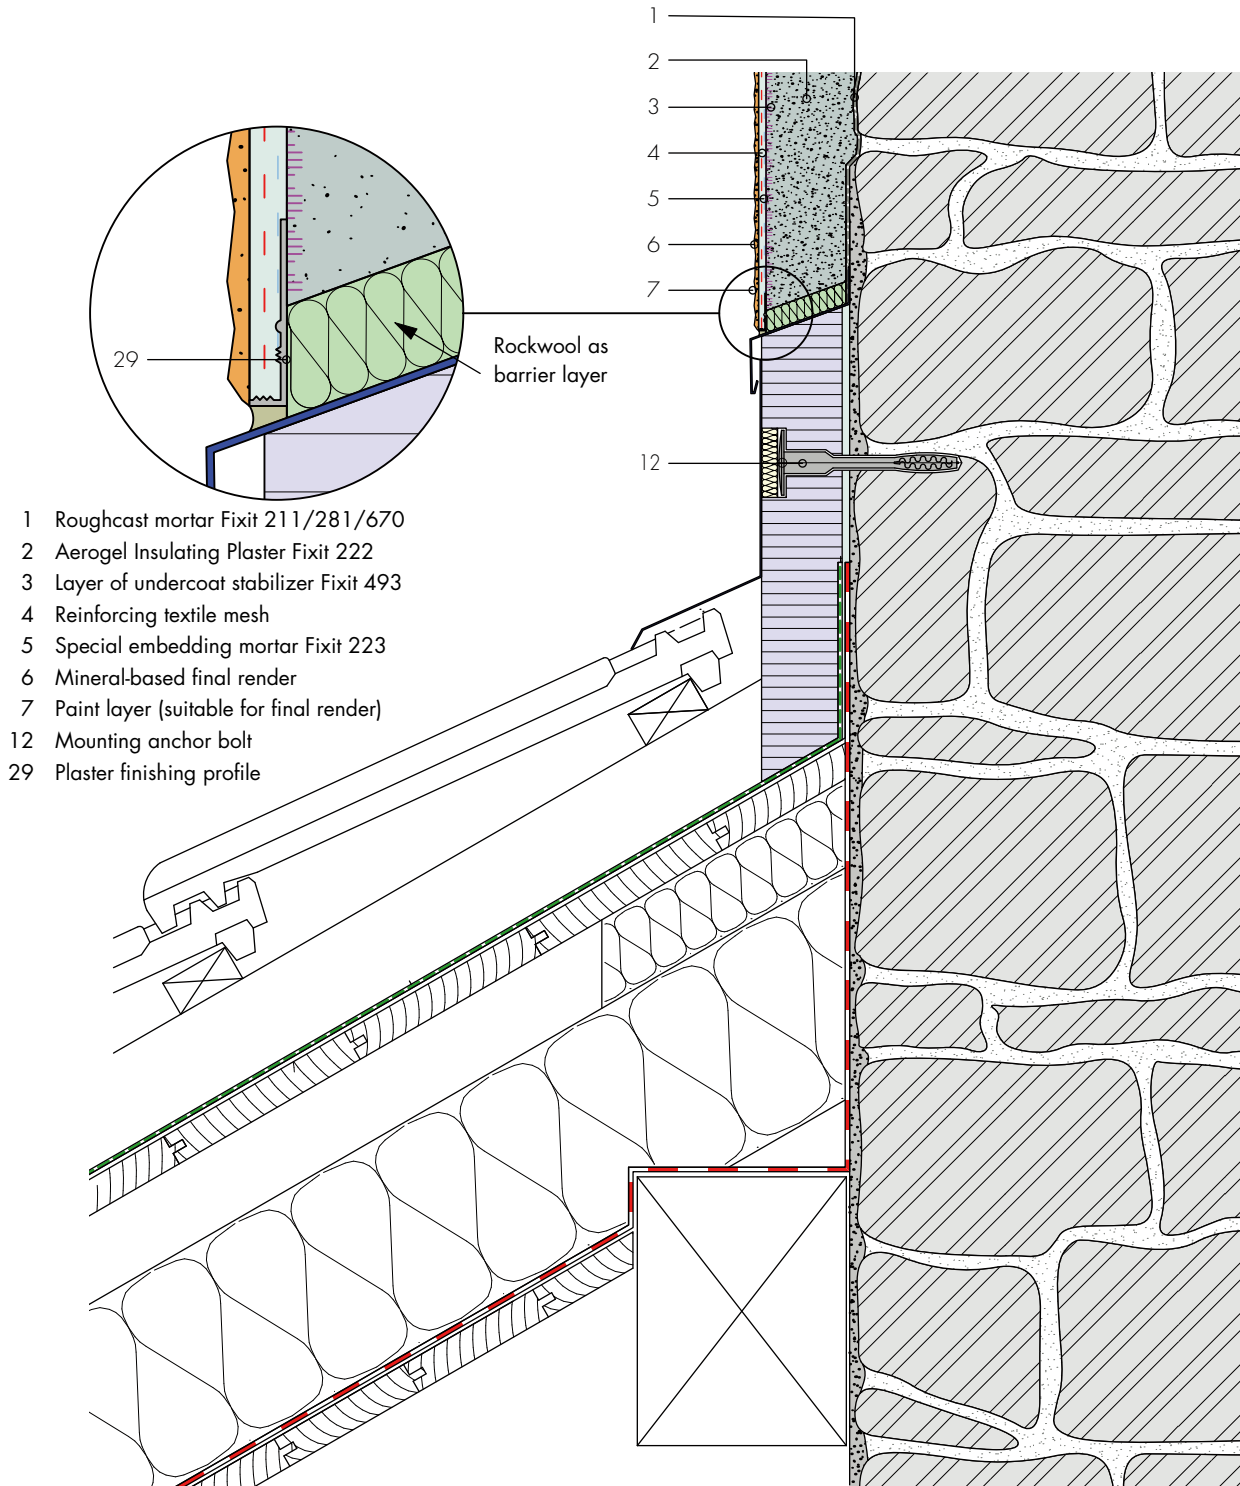 1
2
3
4
5
6
7
29
Rockwool as
barrier layer
12
1 Roughcast mortar Fixit 211/281/670
2 Aerogel Insulating Plaster Fixit 222
3 Layer of undercoat stabilizer Fixit 493
4 Reinforcing textile mesh
5 Special embedding mortar Fixit 223
6 Mineral-based final render
7 Paint layer (suitable for final render)
12 Mounting anchor bolt
29 Plaster finishing profile